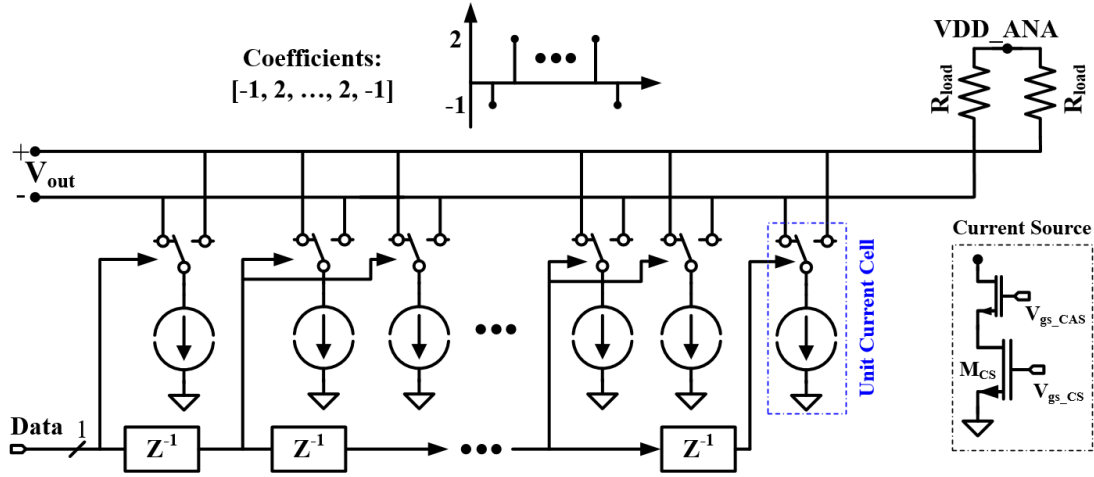 Coefficients:
[-1, 2, …, 2, -1]
2
-1
VDD_ANA
Rload
Rload
+
Vout
-
Current Source
Unit Current Cell
Vgs_CAS
MCS
Vgs_CS
Data
1
Z-1
Z-1
Z-1